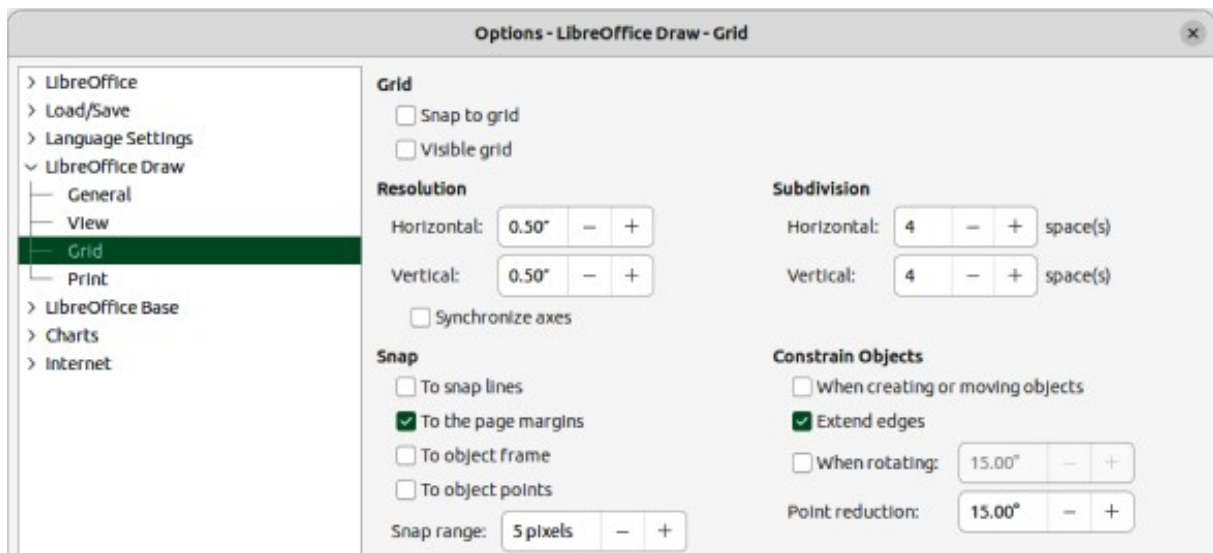 Options - LibreOffice Draw - Grid
LibreOffice
Load/Save
Language Settings
LibreOffice Draw
General
View
Grid
Print
LibreOffice Base
Charts
Internet
Grid
Snap to grid
Visible grid
Resolution
Horizontal: 0.50″
Vertical: 0.50″
Synchronize axes
Subdivision
Horizontal: 4 space(s)
Vertical: 4 space(s)
Snap
To snap lines
To the page margins
To object frame
To object points
Snap range: 5 pixels
Constrain Objects
When creating or moving objects
Extend edges
When rotating: 15.00°
Point reduction: 15.00°